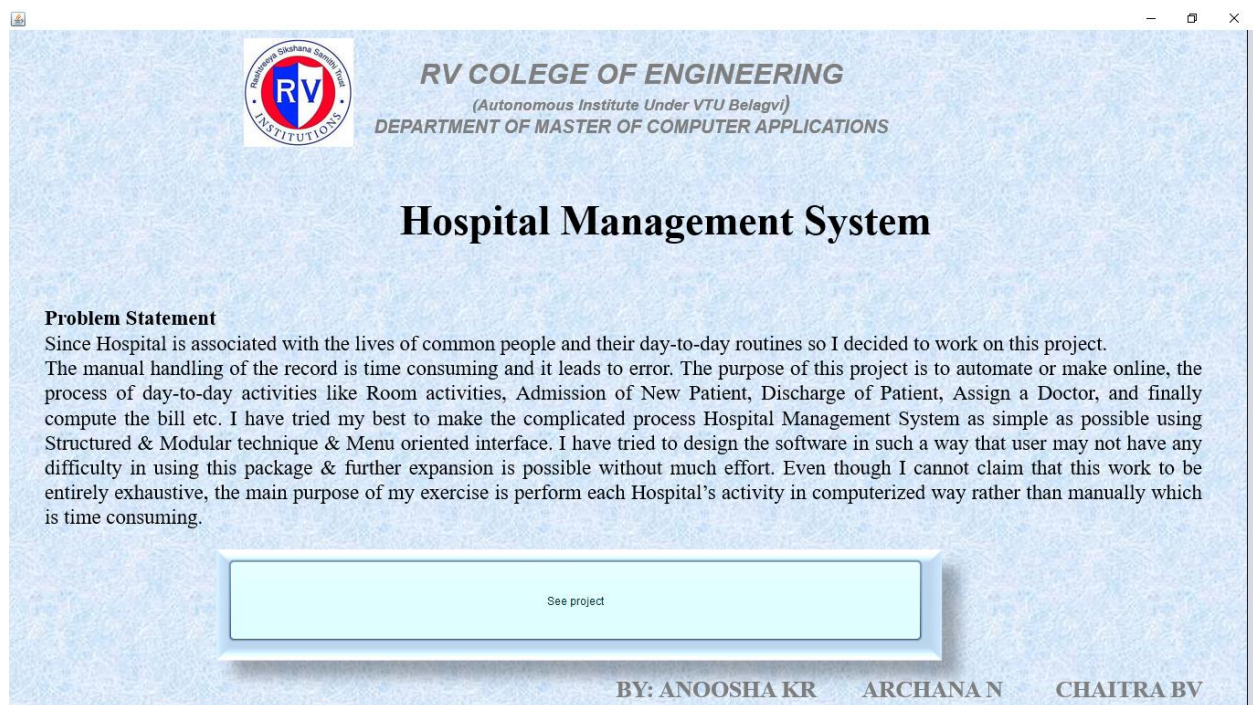 Rashtreeya Sikshana Samithi Trust
RV
INSTITUTIONS
RV COLEGE OF ENGINEERING
(Autonomous Institute Under VTU Belagvi)
DEPARTMENT OF MASTER OF COMPUTER APPLICATIONS
Hospital Management System
Problem Statement
Since Hospital is associated with the lives of common people and their day-to-day routines so I decided to work on this project.
The manual handling of the record is time consuming and it leads to error. The purpose of this project is to automate or make online, the
process of day-to-day activities like Room activities, Admission of New Patient, Discharge of Patient, Assign a Doctor, and finally
compute the bill etc. I have tried my best to make the complicated process Hospital Management System as simple as possible using
Structured & Modular technique & Menu oriented interface. I have tried to design the software in such a way that user may not have any
difficulty in using this package & further expansion is possible without much effort. Even though I cannot claim that this work to be
entirely exhaustive, the main purpose of my exercise is perform each Hospital’s activity in computerized way rather than manually which
is time consuming.
See project
BY: ANOOSHA KR ARCHANA N CHAITRA BV